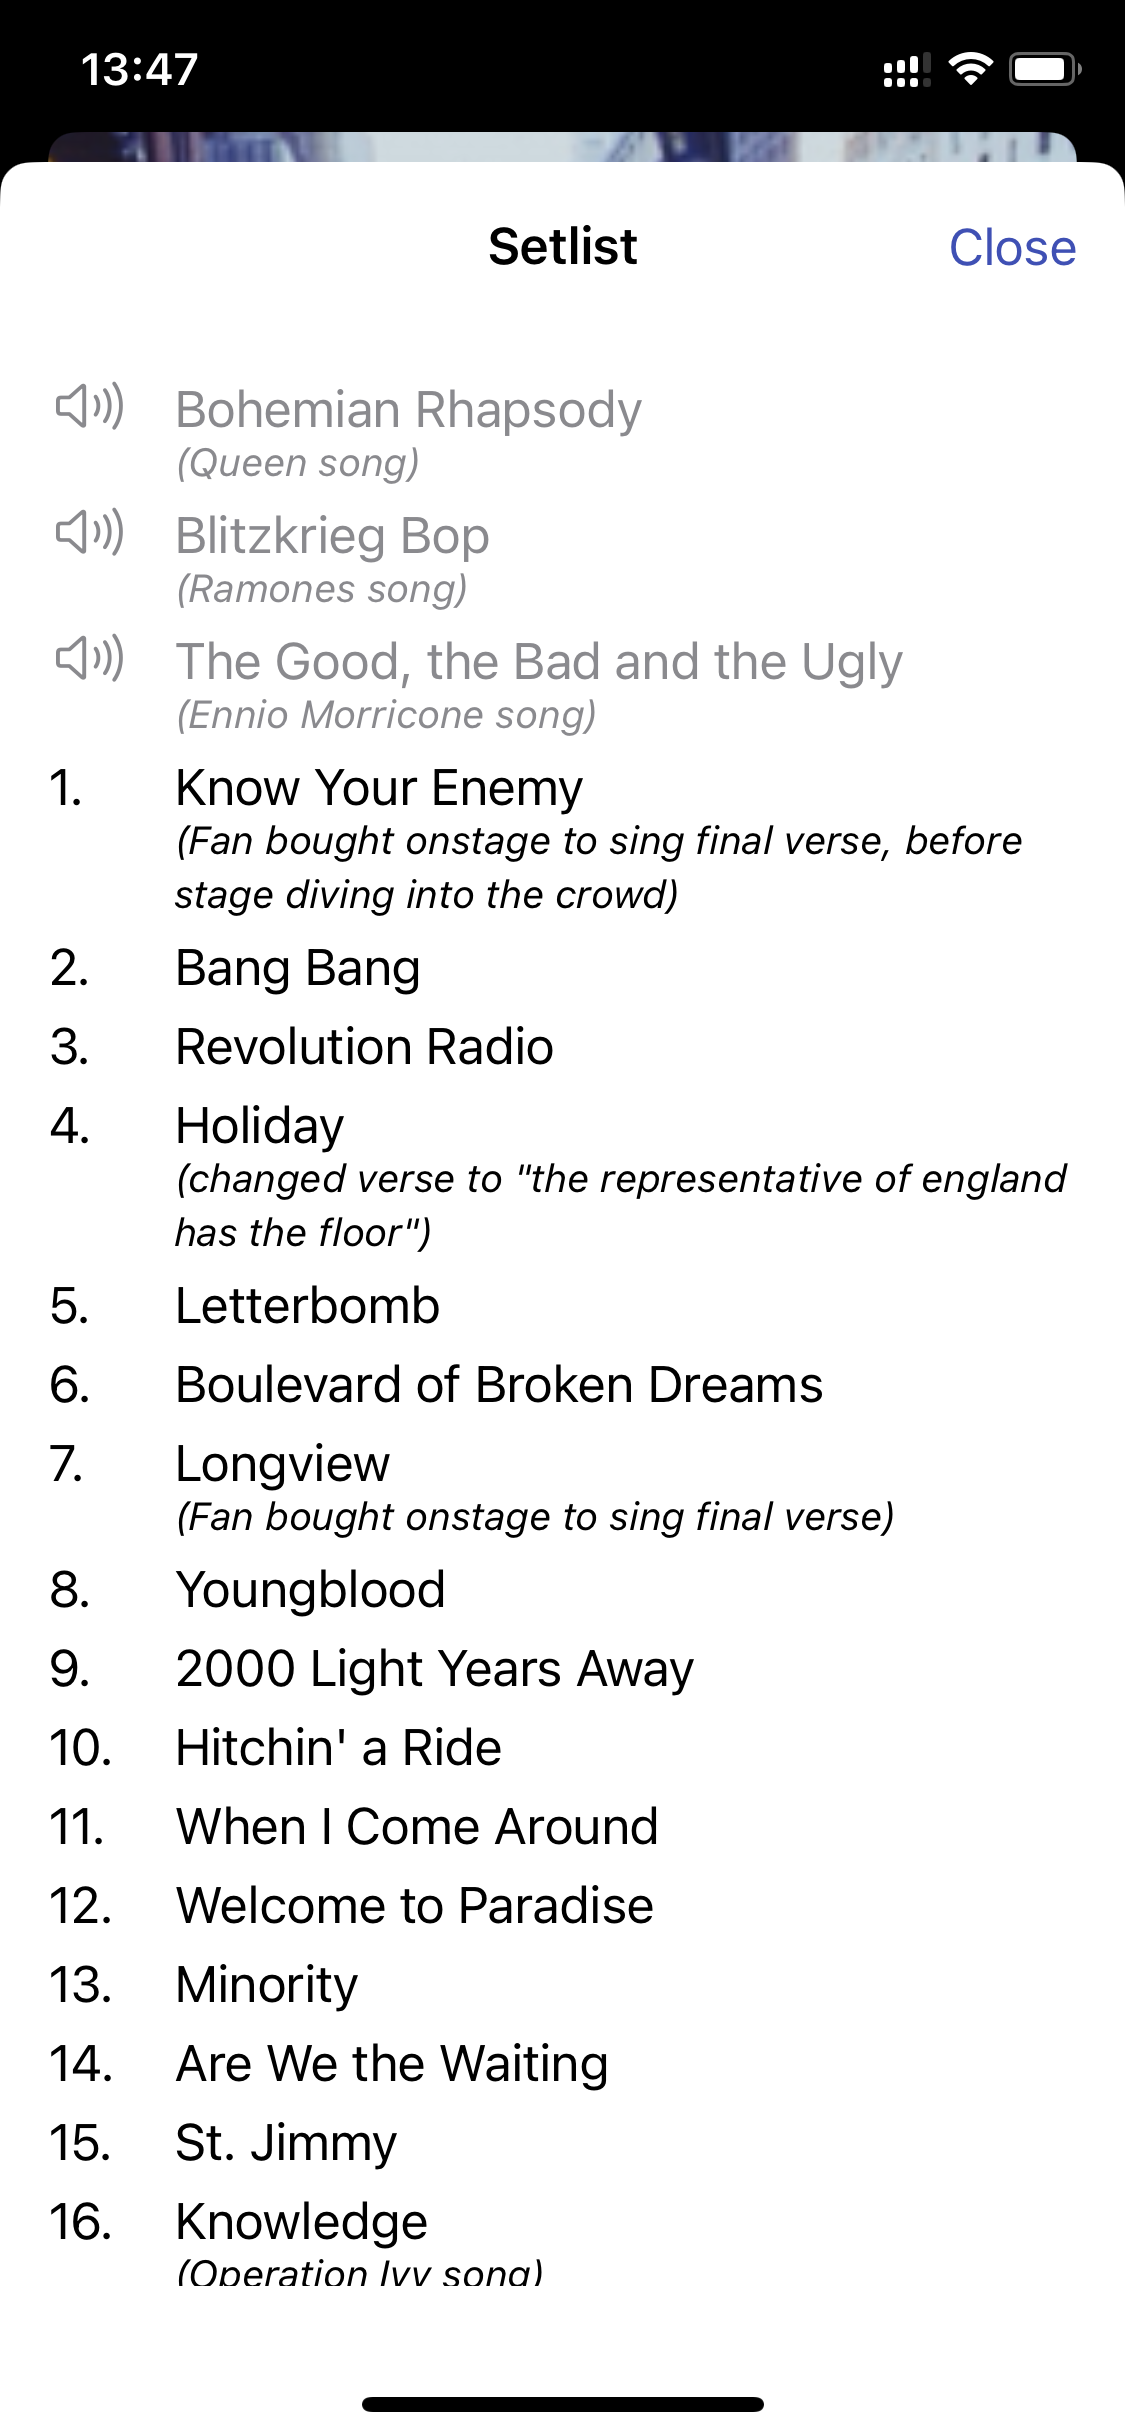 13:47
Setlist
Close
Bohemian Rhapsody
(Queen song)
Blitzkrieg Bop
(Ramones song)
The Good, the Bad and the Ugly
(Ennio Morricone song)
1. Know Your Enemy
(Fan bought onstage to sing final verse, before
stage diving into the crowd)
2. Bang Bang
3. Revolution Radio
4. Holiday
(changed verse to "the representative of england
has the floor")
5. Letterbomb
6. Boulevard of Broken Dreams
7. Longview
(Fan bought onstage to sing final verse)
8. Youngblood
9. 2000 Light Years Away
10. Hitchin' a Ride
11. When I Come Around
12. Welcome to Paradise
13. Minority
14. Are We the Waiting
15. St. Jimmy
16. Knowledge
(Operation Ivy song)